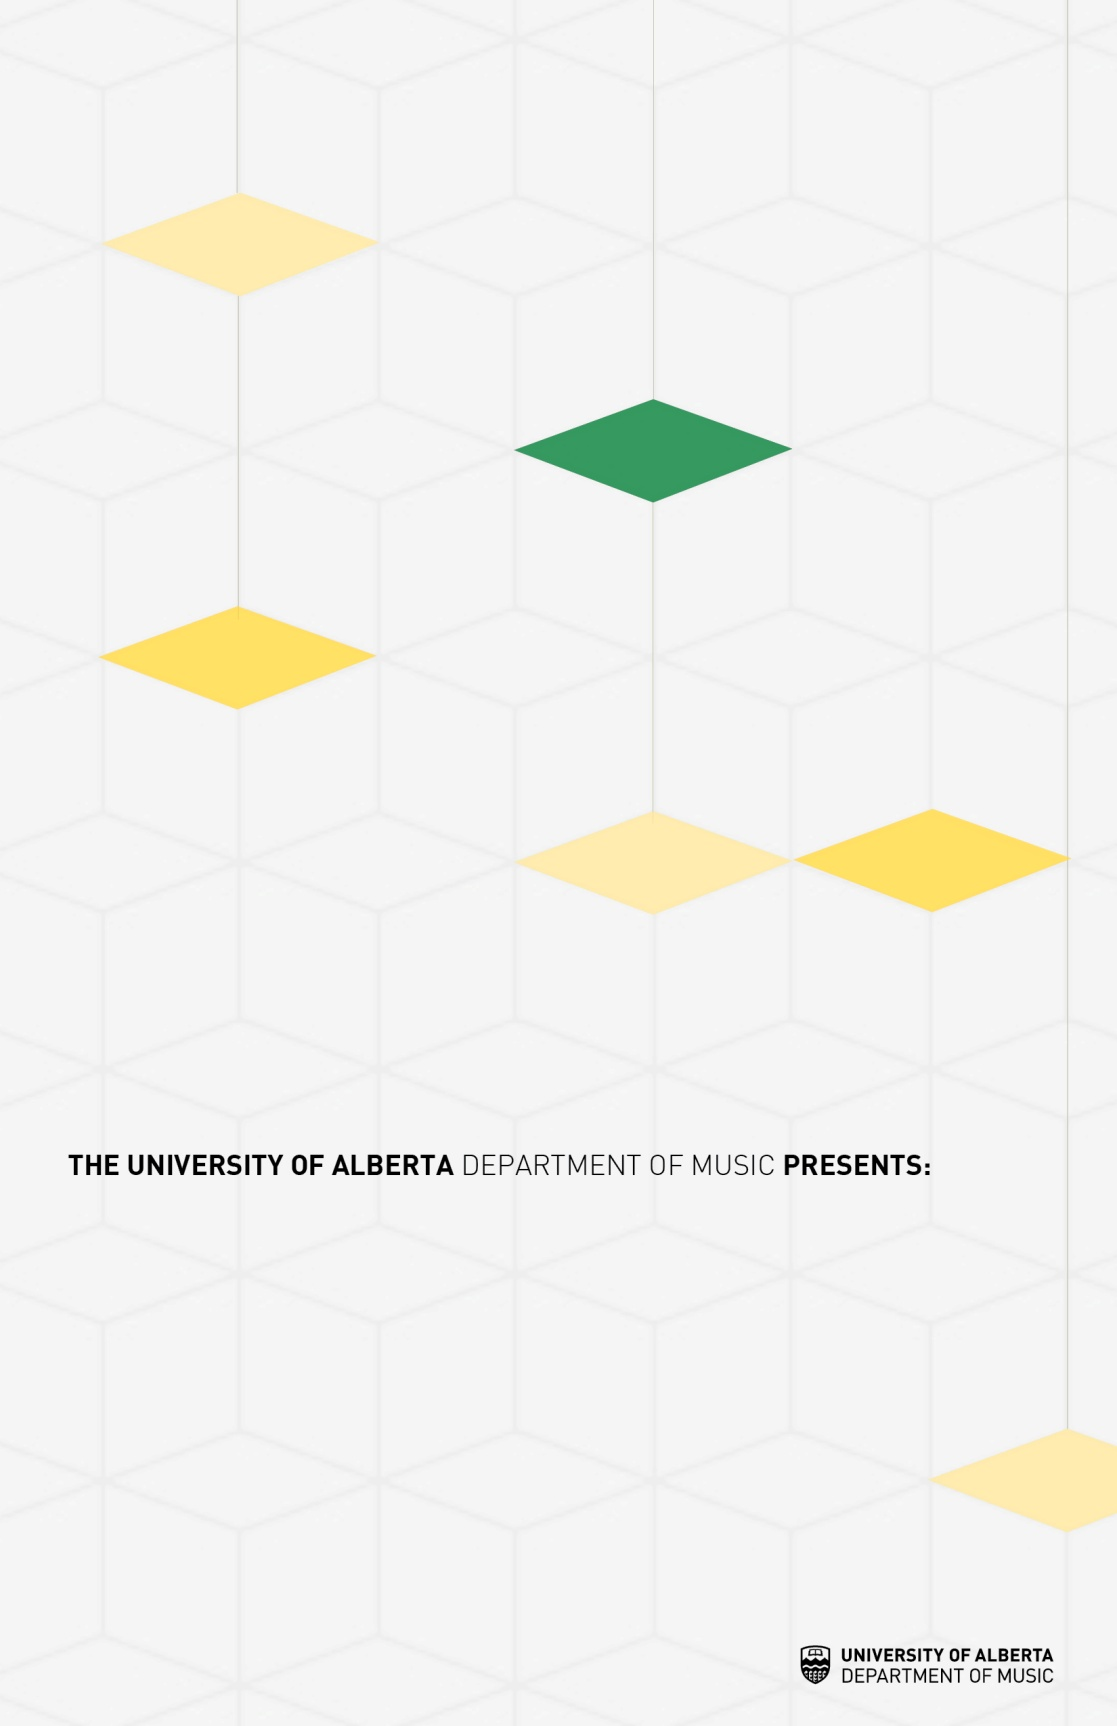 THE UNIVERSITY OF ALBERTA DEPARTMENT OF MUSIC PRESENTS:
UNIVERSITY OF ALBERTA
DEPARTMENT OF MUSIC